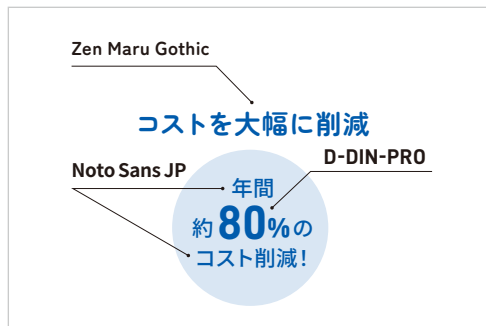 Zen Maru Gothic
コストを大幅に削減
D-DIN-PRO
Noto Sans JP
年間
約80%の
コスト削減!